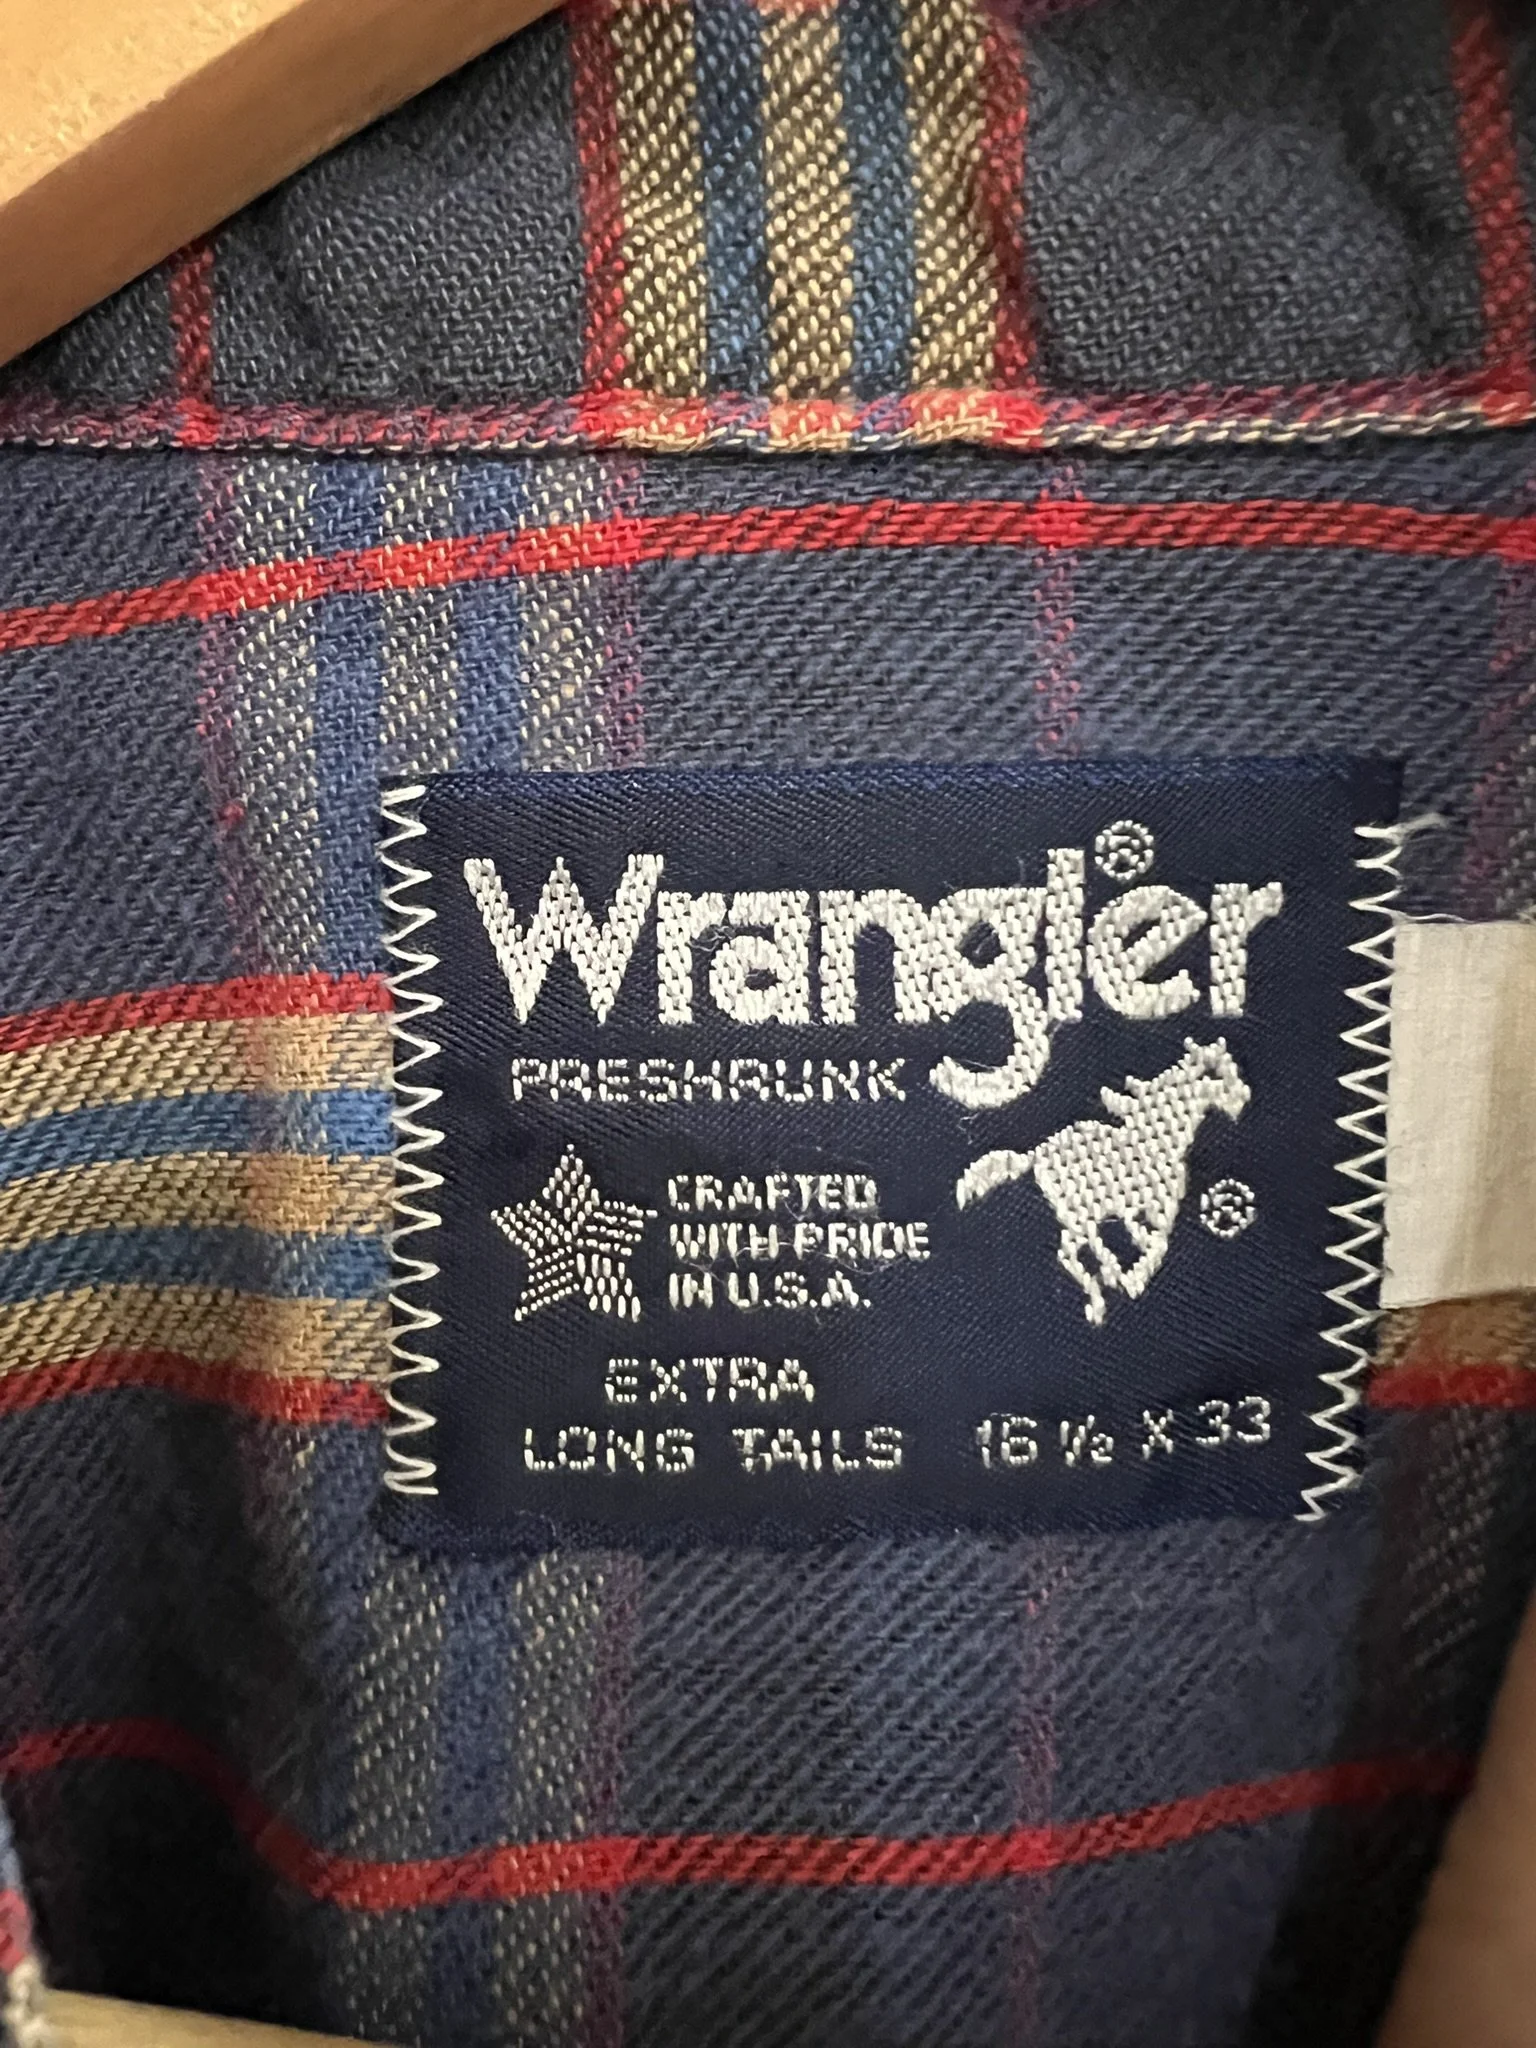 Wrangler®
PRESHRUNK
CRAFTED
WITH PRIDE
IN U.S.A.
®
EXTRA
LONG TAILS 16 1/2 X 33